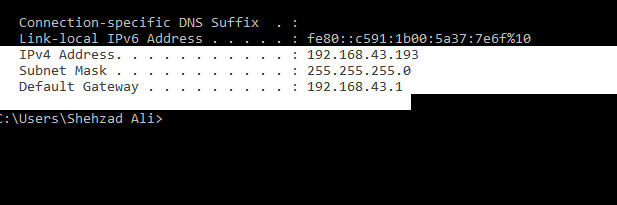 Connection-specific DNS Suffix  . :
Link-local IPv6 Address . . . . . : fe80::c591:1b00:5a37:7e6f%10
IPv4 Address. . . . . . . . . . . : 192.168.43.193
Subnet Mask . . . . . . . . . . . : 255.255.255.0
Default Gateway . . . . . . . . . : 192.168.43.1
C:\Users\Shehzad Ali>